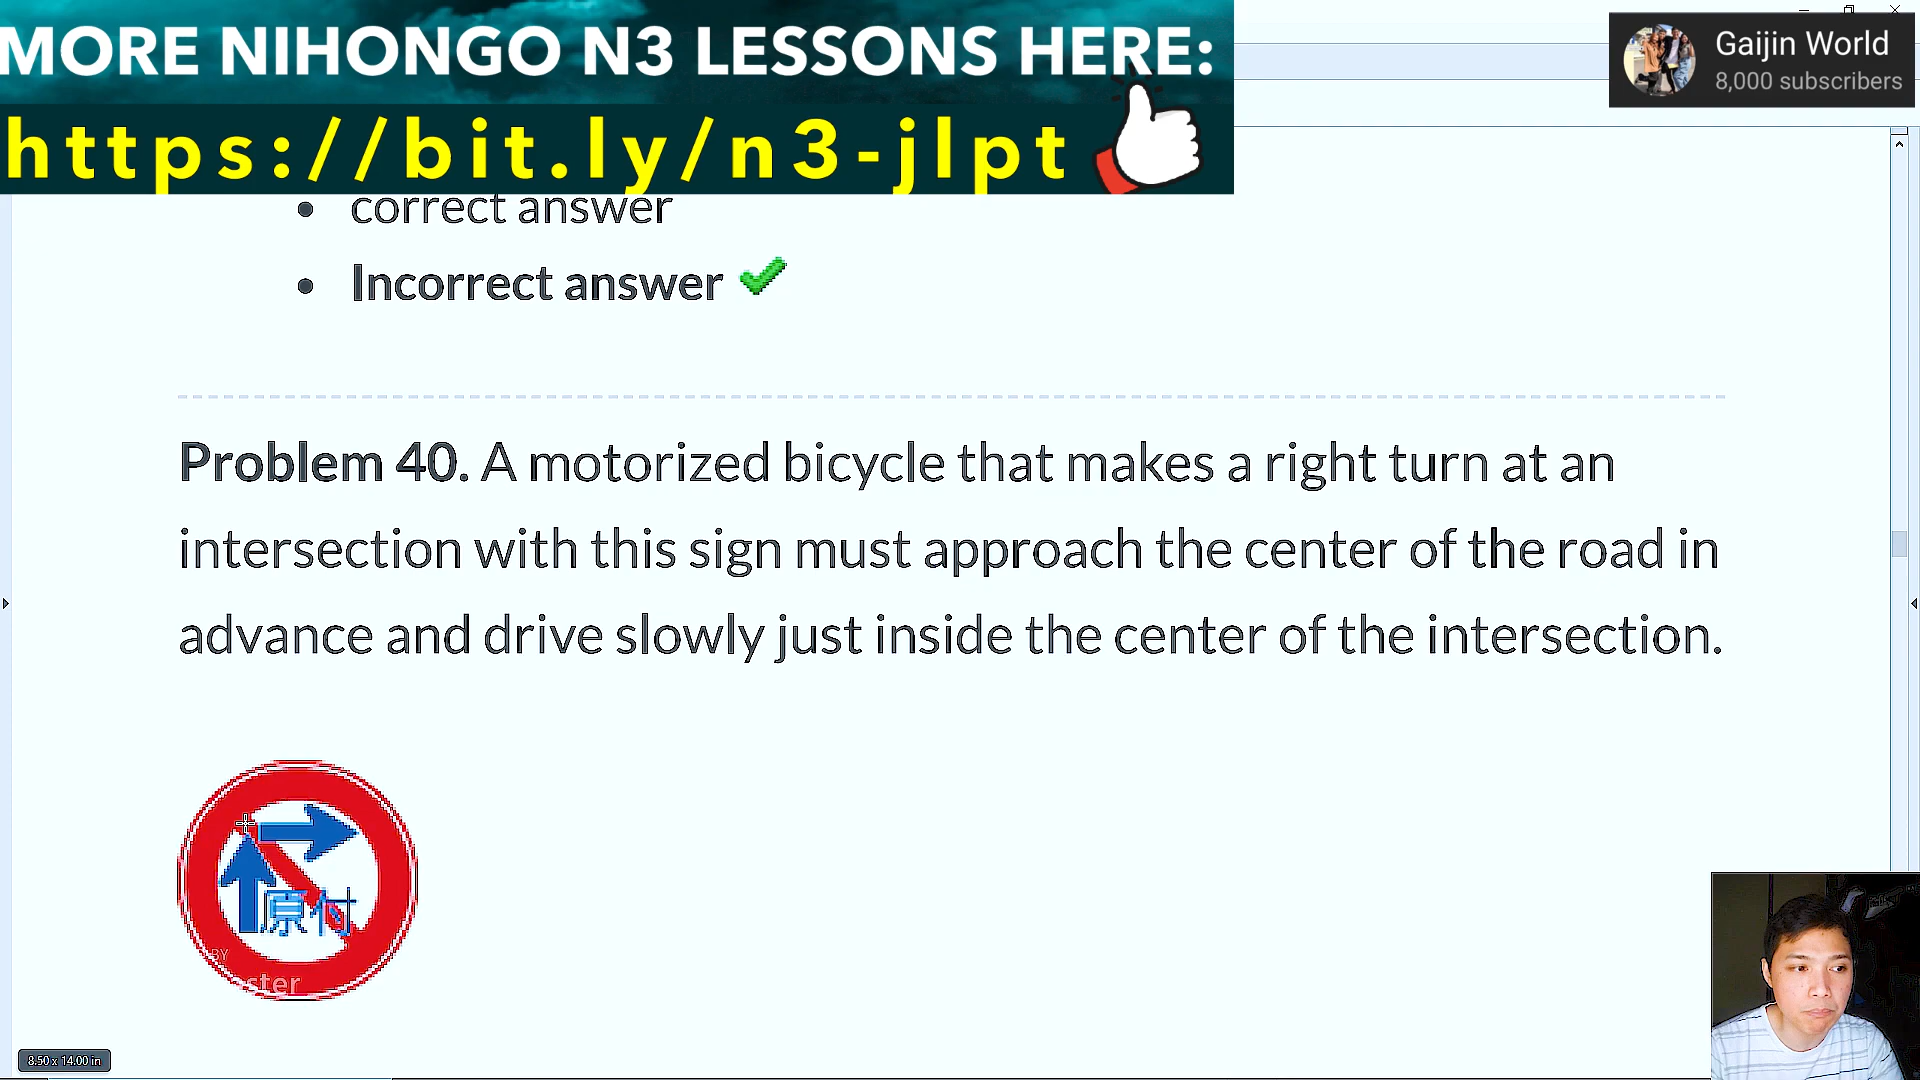 MORE NIHONGO N3 LESSONS HERE:
https://bit.ly/n3-jlpt
Gaijin World
8,000 subscribers
correct answer
Incorrect answer
Problem 40. A motorized bicycle that makes a right turn at an
intersection with this sign must approach the center of the road in
advance and drive slowly just inside the center of the intersection.
原付
BY
ster
8.50 x 14.00 in